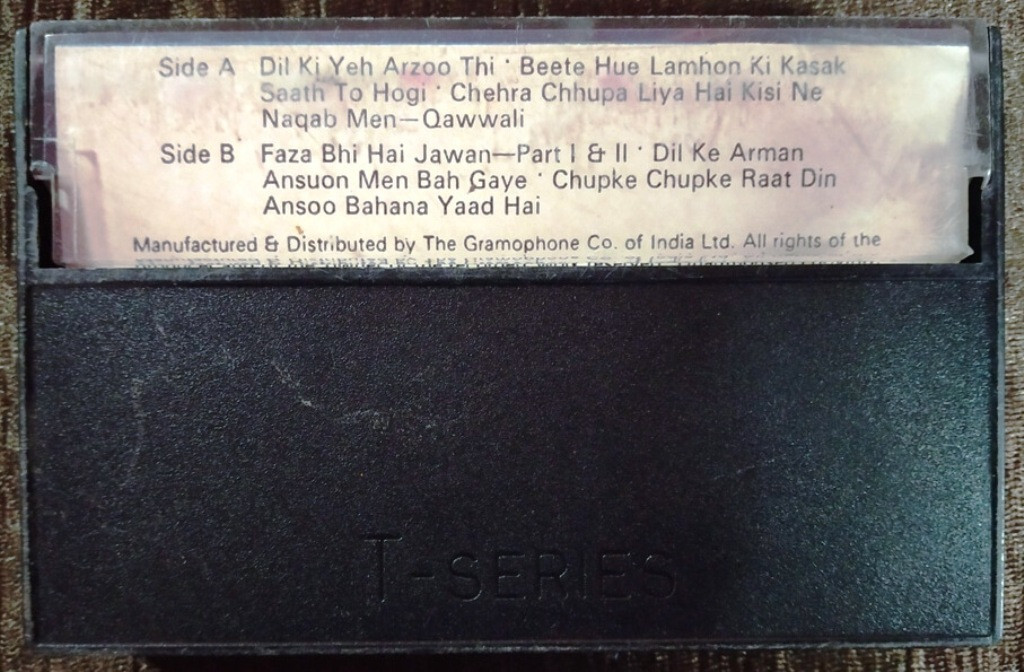 Side A Dil Ki Yeh Arzoo Thi · Beete Hue Lamhon Ki Kasak
Saath To Hogi · Chehra Chhupa Liya Hai Kisi Ne
Naqab Men—Qawwali
Side B Faza Bhi Hai Jawan—Part I & II · Dil Ke Arman
Ansuon Men Bah Gaye · Chupke Chupke Raat Din
Ansoo Bahana Yaad Hai
Manufactured & Distributed by The Gramophone Co. of India Ltd. All rights of the
T-SERIES